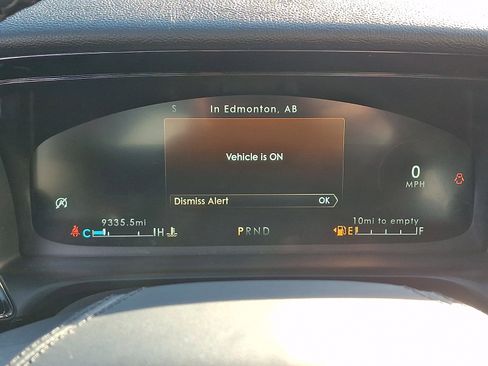 S In Edmonton, AB
Vehicle is ON
0
MPH
Dismiss Alert OK
9335.5mi
10mi to empty
C H
PRND
E F